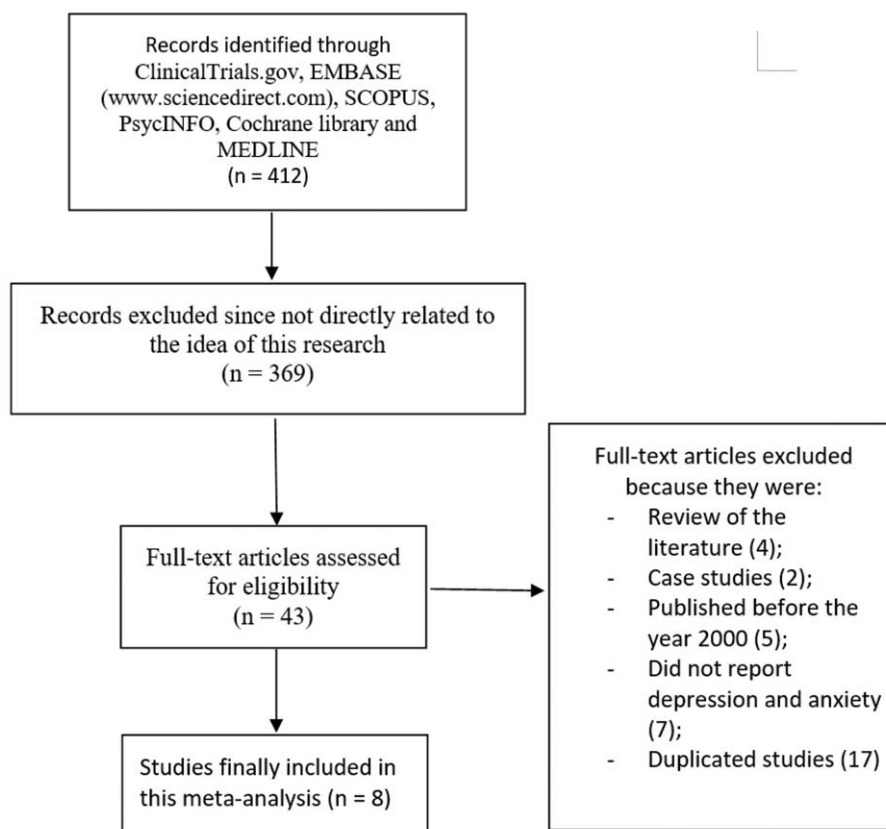 Records identified through
ClinicalTrials.gov, EMBASE
(www.sciencedirect.com), SCOPUS,
PsycINFO, Cochrane library and
MEDLINE
(n = 412)
Records excluded since not directly related to
the idea of this research
(n = 369)
Full-text articles assessed
for eligibility
(n = 43)
Full-text articles excluded
because they were:
- Review of the
literature (4);
- Case studies (2);
- Published before the
year 2000 (5);
- Did not report
depression and anxiety
(7);
- Duplicated studies (17)
Studies finally included in
this meta-analysis (n = 8)